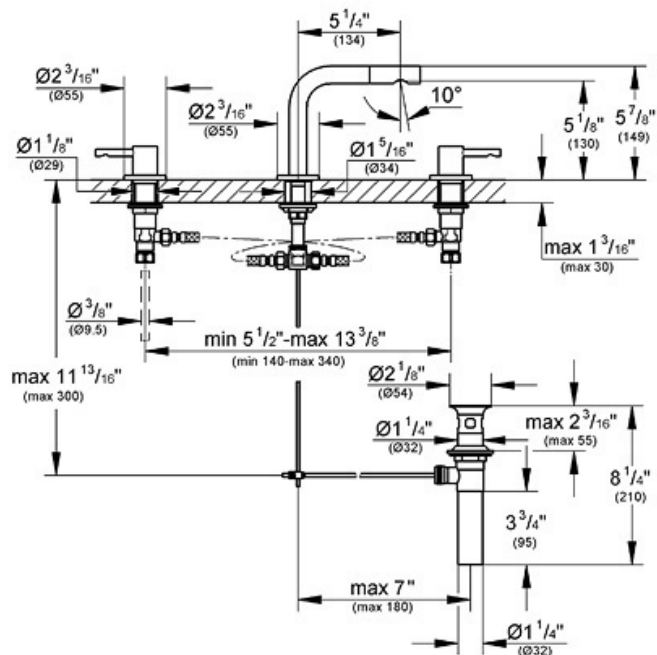 5 1/4"
(134)
Ø2 3/16"
(Ø55)
Ø2 3/16"
(Ø55)
10°
5 1/8"
(130)
5 7/8"
(149)
Ø1 1/8"
(Ø29)
Ø1 5/16"
(Ø34)
max 1 3/16"
(max 30)
Ø3/8"
(Ø9.5)
min 5 1/2"-max 13 3/8"
(min 140-max 340)
max 11 13/16"
(max 300)
Ø2 1/8"
(Ø54)
Ø1 1/4"
(Ø32)
max 2 3/16"
(max 55)
8 1/4"
(210)
3 3/4"
(95)
max 7"
(max 180)
Ø1 1/4"
(Ø32)